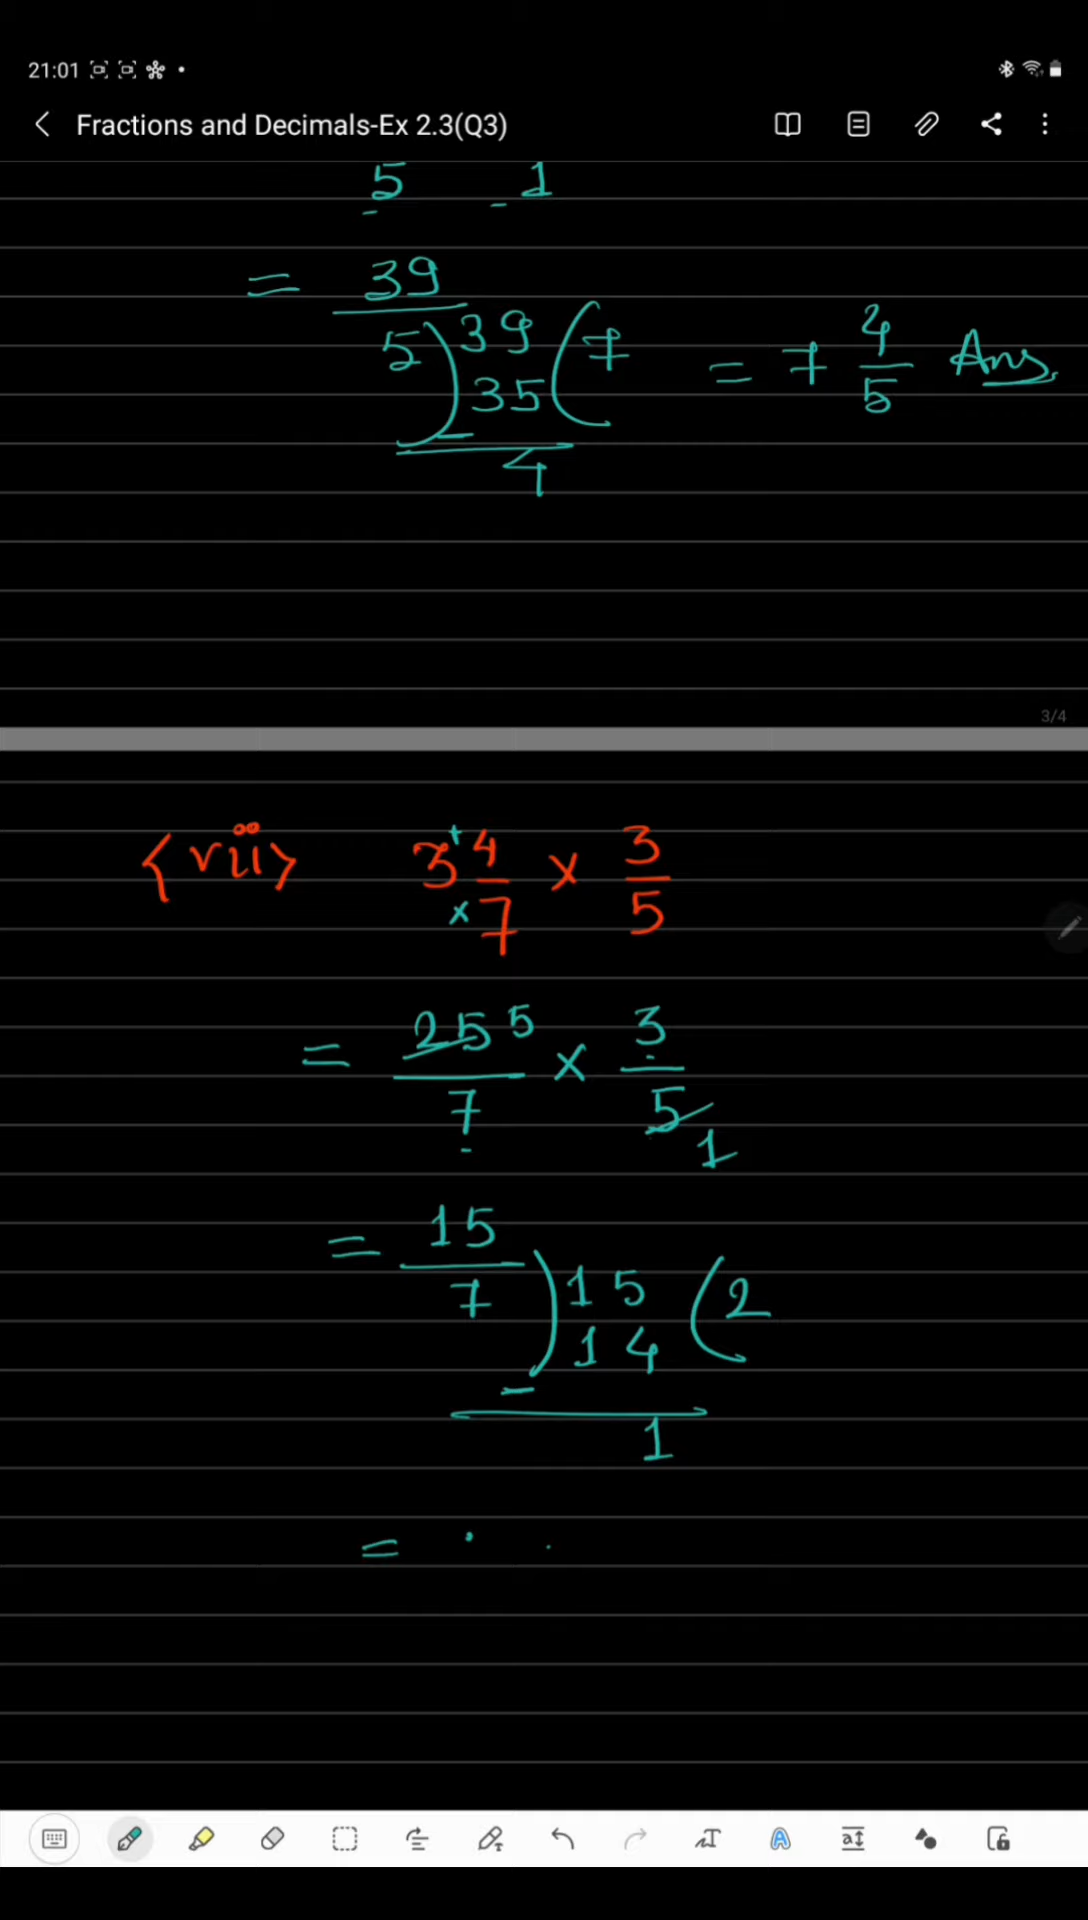 21:01
Fractions and Decimals-Ex 2.3(Q3)
5 1
= 39
5 ) 39 ( 7 = 7 4/5 Ans.
35
4
3/4
<vii> 3 + 4/7 × 3/5
×
= 25/7 5 × 3/5 1
= 15/7 ) 15 ( 2
- 14
1
=